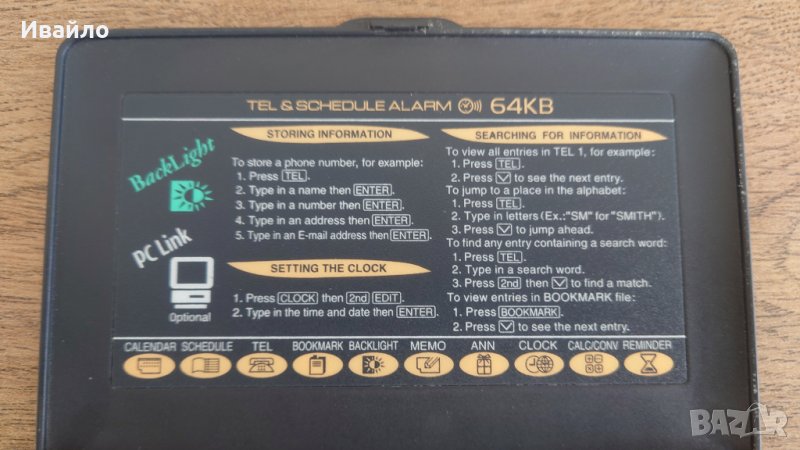 Ивайло
TEL & SCHEDULE ALARM 64KB
BackLight
PC Link
Optional
STORING INFORMATION
To store a phone number, for example:
1. Press TEL.
2. Type in a name then ENTER.
3. Type in a number then ENTER.
4. Type in an address then ENTER.
5. Type in an E-mail address then ENTER.
SETTING THE CLOCK
1. Press CLOCK then 2nd EDIT.
2. Type in the time and date then ENTER.
SEARCHING FOR INFORMATION
To view all entries in TEL 1, for example:
1. Press TEL.
2. Press to see the next entry.
To jump to a place in the alphabet:
1. Press TEL.
2. Type in letters (Ex.:"SM" for "SMITH").
3. Press to jump ahead.
To find any entry containing a search word:
1. Press TEL.
2. Type in a search word.
3. Press 2nd then to find a match.
To view entries in BOOKMARK file:
1. Press BOOKMARK.
2. Press to see the next entry.
CALENDAR SCHEDULE TEL BOOKMARK BACKLIGHT MEMO ANN CLOCK CALC/CONV REMINDER
BAZAR